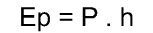 Ep = P . h